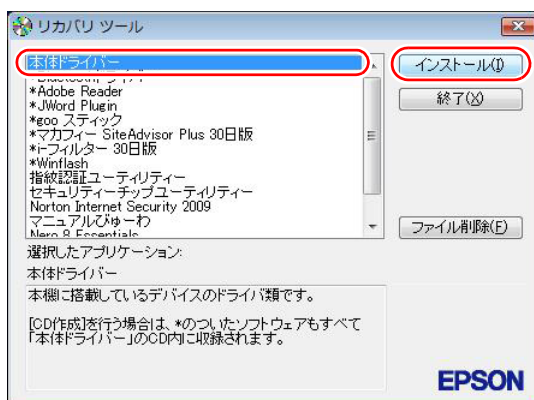 リカバリ ツール
本体ドライバー
*Adobe Reader
*JWord Plugin
*goo スティック
*マカフィー SiteAdvisor Plus 30日版
*i-フィルター 30日版
*Winflash
指紋認証ユーティリティー
セキュリティーチップユーティリティー
Norton Internet Security 2009
マニュアルびゅーわ
Nero 8 Essentials
インストール(I)
終了(X)
ファイル削除(F)
選択したアプリケーション:
本体ドライバー
本機に搭載しているデバイスのドライバ類です。
[CD作成]を行う場合は、*のついたソフトウェアもすべて
「本体ドライバー」のCD内に収録されます。
EPSON